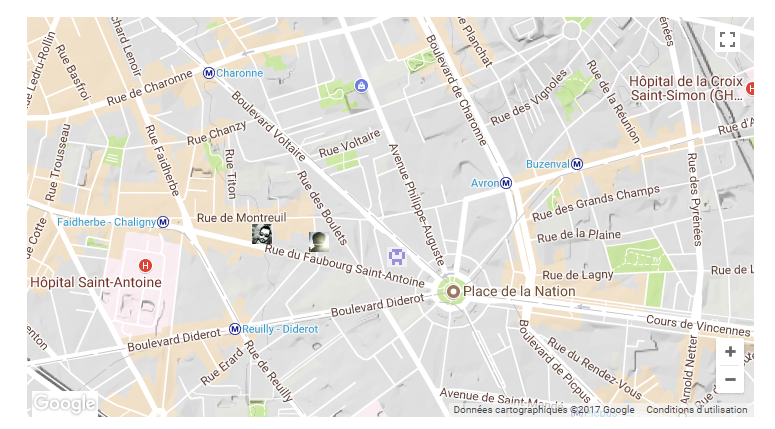 Rue Ledru-Rollin
Rue Basfroi
Richard Lenoir
Rue de Charonne
M Charonne
Rue Planchat
Boulevard de Charonne
Pyrénées
Hôpital de la Croix
Saint-Simon (GH...
H
Rue de la Réunion
Rue des Vignoles
Rue d'A
Boulevard Voltaire
Rue Chanzy
Rue Voltaire
Rue Trousseau
Rue Faidherbe
Rue Titon
Avenue Philippe-Auguste
Buzenval M
Avron M
Rue des Pyrénées
Rue des Boulets
Rue des Grands Champs
Rue de Montreuil
Faidherbe - Chaligny M
Rue Cotte
Rue de la Plaine
Rue du Faubourg Saint-Antoine
H
Hôpital Saint-Antoine
Rue de Lagny
Rue de L
Place de la Nation
Boulevard Diderot
M Reuilly - Diderot
Boulevard Diderot
Cours de Vincennes
Rue Erard
Rue de Reuilly
Boulevard de Picpus
Rue du Rendez-Vous
Arnold Netter
+
−
Avenue de Saint-Mandé
Google
Données cartographiques ©2017 Google
Conditions d'utilisation